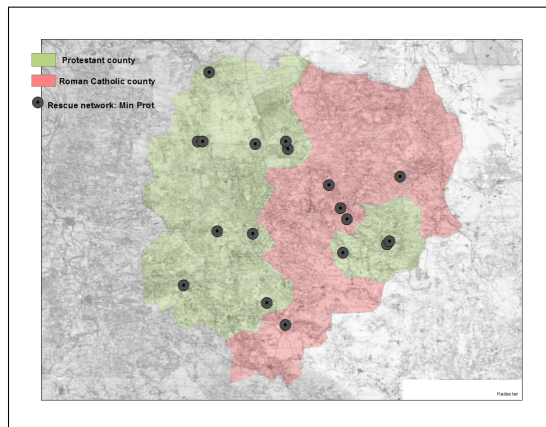 Protestant county
Roman Catholic county
Rescue network: Min Prot
Kadaster